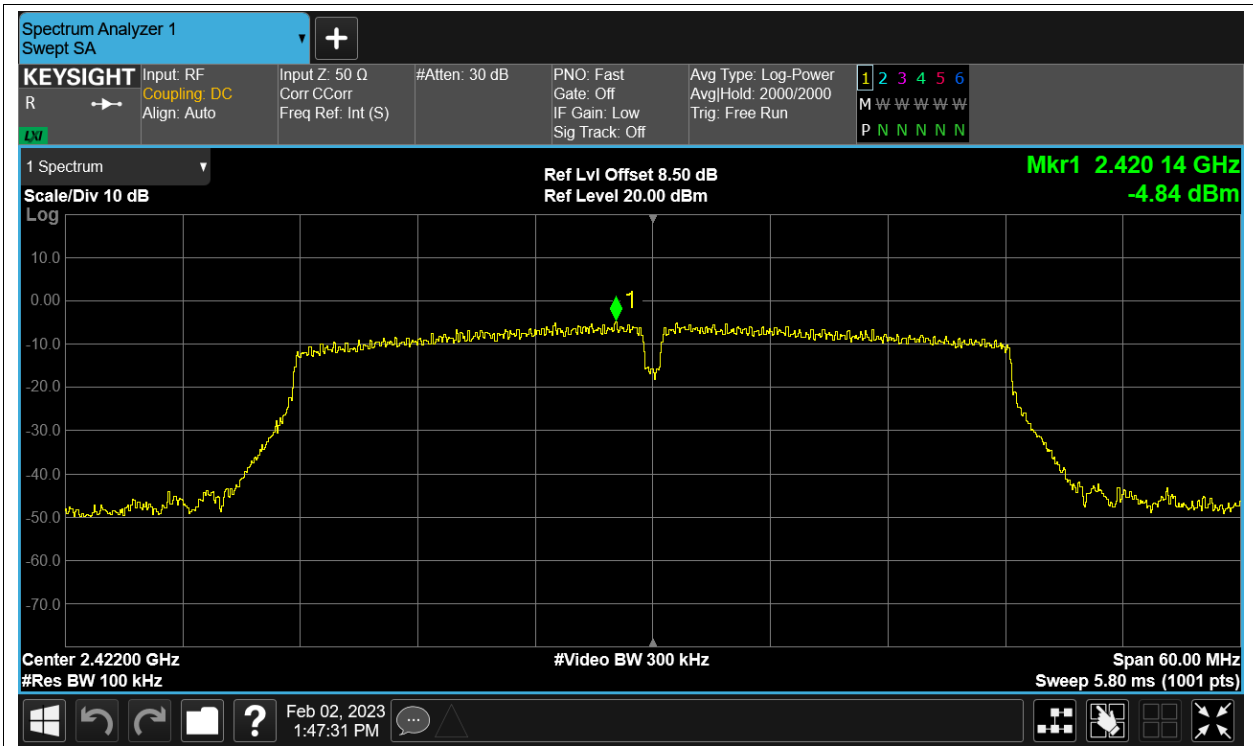 Spectrum Analyzer 1
Swept SA
KEYSIGHT
R
LXI
Input: RF
Coupling: DC
Align: Auto
Input Z: 50 Ω
Corr CCorr
Freq Ref: Int (S)
#Atten: 30 dB
PNO: Fast
Gate: Off
IF Gain: Low
Sig Track: Off
Avg Type: Log-Power
Avg|Hold: 2000/2000
Trig: Free Run
1 2 3 4 5 6
M W W W W W
P N N N N N
1 Spectrum
Scale/Div 10 dB
Log
Ref Lvl Offset 8.50 dB
Ref Level 20.00 dBm
Mkr1 2.420 14 GHz
-4.84 dBm
10.0
0.00
-10.0
-20.0
-30.0
-40.0
-50.0
-60.0
-70.0
1
Center 2.42200 GHz
#Res BW 100 kHz
#Video BW 300 kHz
Span 60.00 MHz
Sweep 5.80 ms (1001 pts)
?
Feb 02, 2023
1:47:31 PM